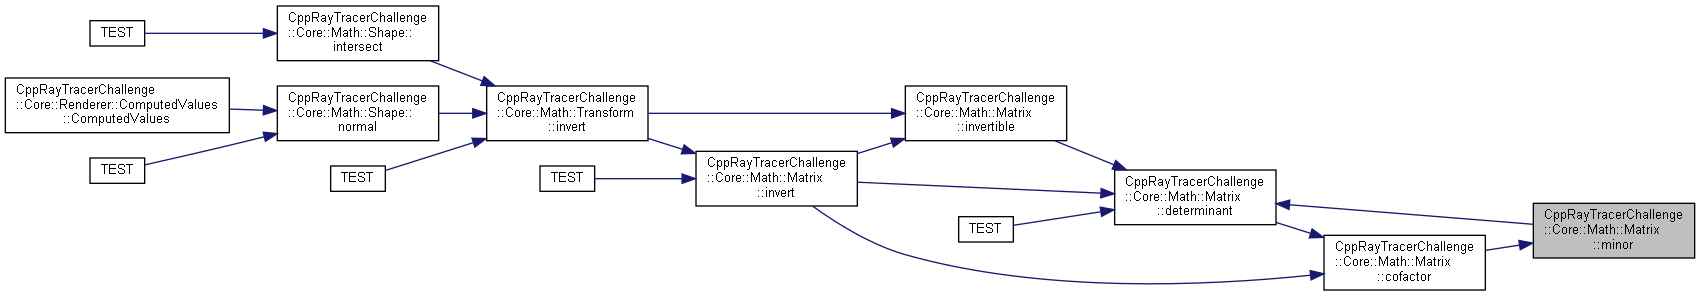 TEST
CppRayTracerChallenge
::Core::Math::Shape::
intersect
CppRayTracerChallenge
::Core::Renderer::ComputedValues
::ComputedValues
CppRayTracerChallenge
::Core::Math::Shape::
normal
TEST
TEST
CppRayTracerChallenge
::Core::Math::Transform
::invert
TEST
CppRayTracerChallenge
::Core::Math::Matrix
::invert
CppRayTracerChallenge
::Core::Math::Matrix
::invertible
TEST
CppRayTracerChallenge
::Core::Math::Matrix
::determinant
CppRayTracerChallenge
::Core::Math::Matrix
::cofactor
CppRayTracerChallenge
::Core::Math::Matrix
::minor